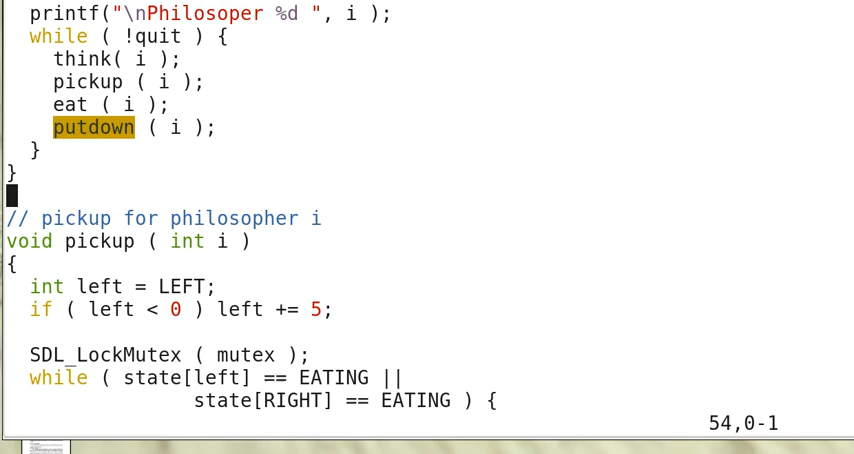 printf("\nPhilosoper %d ", i );
while ( !quit ) {
think( i );
pickup ( i );
eat ( i );
putdown ( i );
}
}
// pickup for philosopher i
void pickup ( int i )
{
int left = LEFT;
if ( left < 0 ) left += 5;
SDL_LockMutex ( mutex );
while ( state[left] == EATING ||
state[RIGHT] == EATING ) {
54,0-1